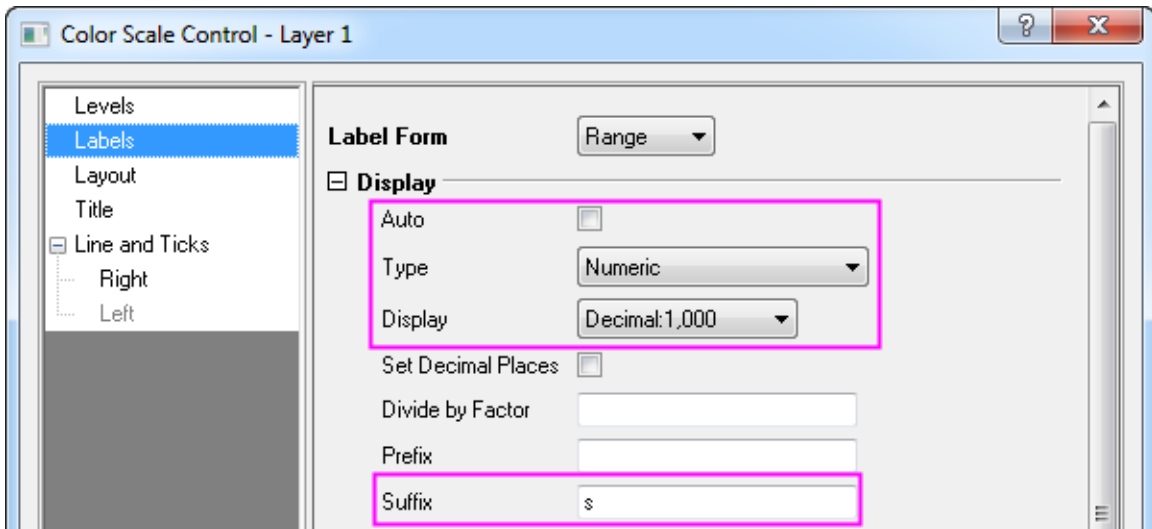 Color Scale Control - Layer 1
?
Levels
Labels
Layout
Title
Line and Ticks
Right
Left
Label Form Range
Display
Auto
Type Numeric
Display Decimal:1,000
Set Decimal Places
Divide by Factor
Prefix
Suffix s